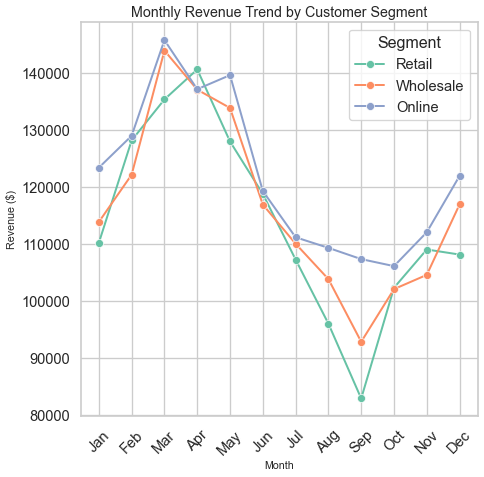 Monthly Revenue Trend by Customer Segment
Segment
Retail
Wholesale
Online
Revenue ($)
140000
130000
120000
110000
100000
90000
80000
Jan Feb Mar Apr May Jun Jul Aug Sep Oct Nov Dec
Month